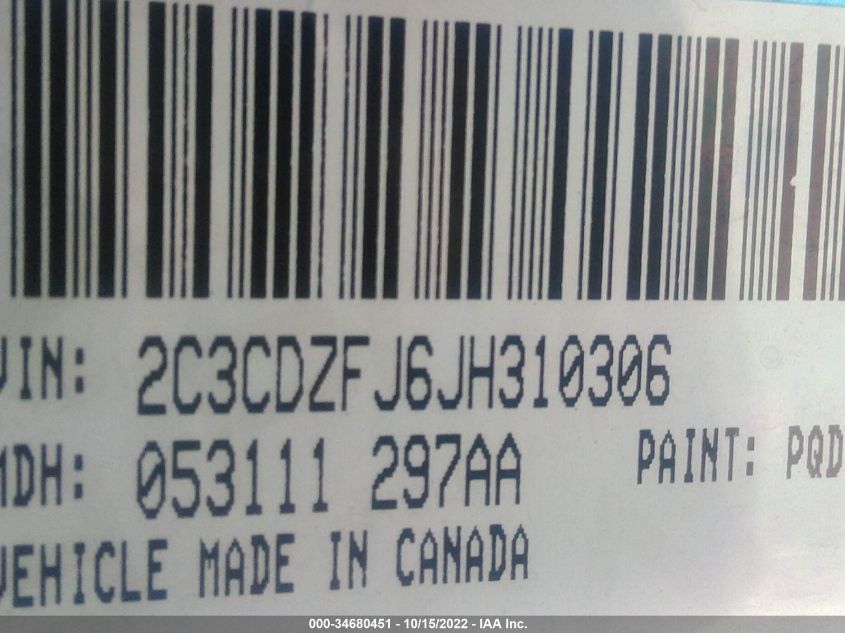 VIN: 2C3CDZFJ6JH310306
MDH: 053111 297AA PAINT: PQD
VEHICLE MADE IN CANADA
000-34680451 - 10/15/2022 - IAA Inc.